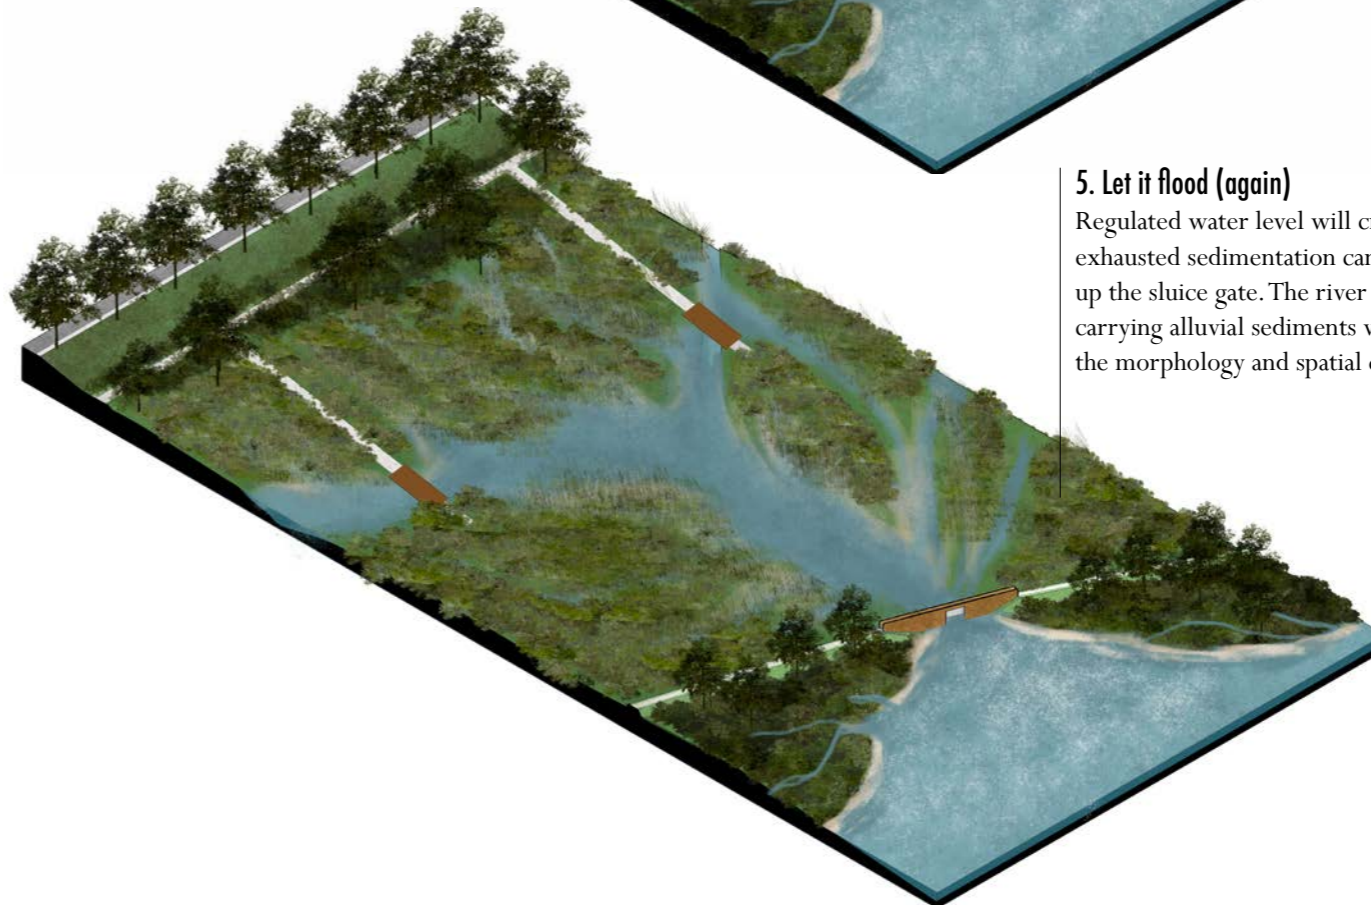 5. Let it flood (again)
Regulated water level will
exhausted sedimentation
up the sluice gate. The river
carrying alluvial sediments
the morphology and spatial